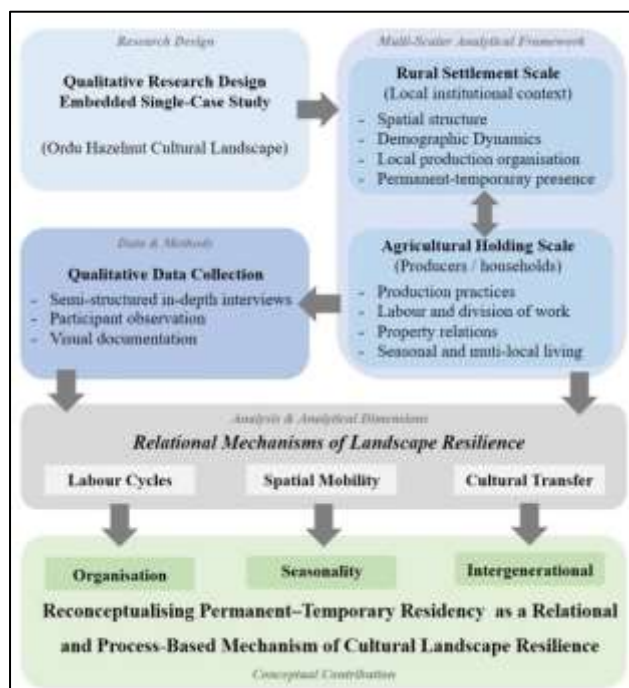 Research Design
Qualitative Research Design
Embedded Single-Case Study
(Ordu Hazelnut Cultural Landscape)
Multi-Scalar Analytical Framework
Rural Settlement Scale
(Local institutional context)
- Spatial structure
- Demographic Dynamics
- Local production organisation
- Permanent-temporaray presence
Agricultural Holding Scale
(Producers / households)
- Production practices
- Labour and division of work
- Property relations
- Seasonal and muti-local living
Data & Methods
Qualitative Data Collection
- Semi-structured in-depth interviews
- Participant observation
- Visual documentation
Analysis & Analytical Dimensions
Relational Mechanisms of Landscape Resilience
Labour Cycles
Spatial Mobility
Cultural Transfer
Organisation
Seasonality
Intergenerational
Reconceptualising Permanent–Temporary Residency as a Relational
and Process-Based Mechanism of Cultural Landscape Resilience
Conceptual Contribution